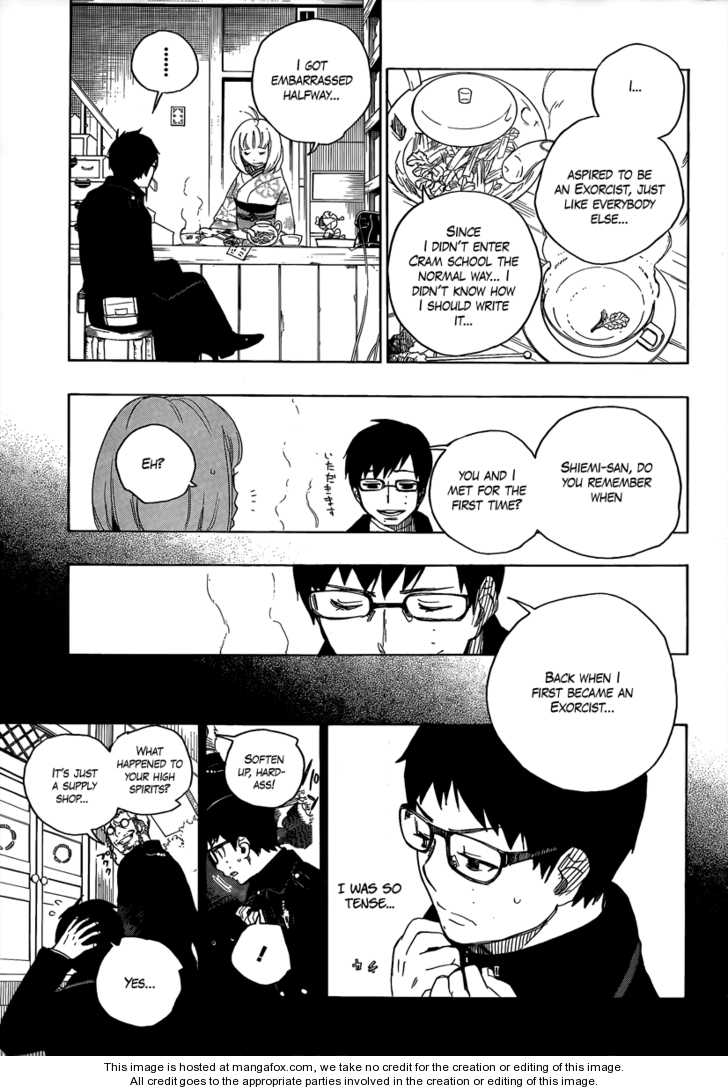 I...
ASPIRED TO BE
AN EXORCIST, JUST
LIKE EVERYBODY
ELSE...
SINCE
I DIDN'T ENTER
CRAM SCHOOL THE
NORMAL WAY... I
DIDN'T KNOW HOW
I SHOULD WRITE
IT...
I GOT
EMBARRASSED
HALFWAY...
......
SHIEMI-SAN, DO
YOU REMEMBER
WHEN
YOU AND I
MET FOR THE
FIRST TIME?
いただきます
EH?
BACK WHEN I
FIRST BECAME AN
EXORCIST...
I WAS SO
TENSE...
SOFTEN
UP, HARD-
ASS!
!
WHAT
HAPPENED TO
YOUR HIGH
SPIRITS?
IT'S JUST
A SUPPLY
SHOP...
YES...
This image is hosted at mangafox.com, we take no credit for the creation or editing of this image.
All credit goes to the appropriate parties involved in the creation or editing of this image.